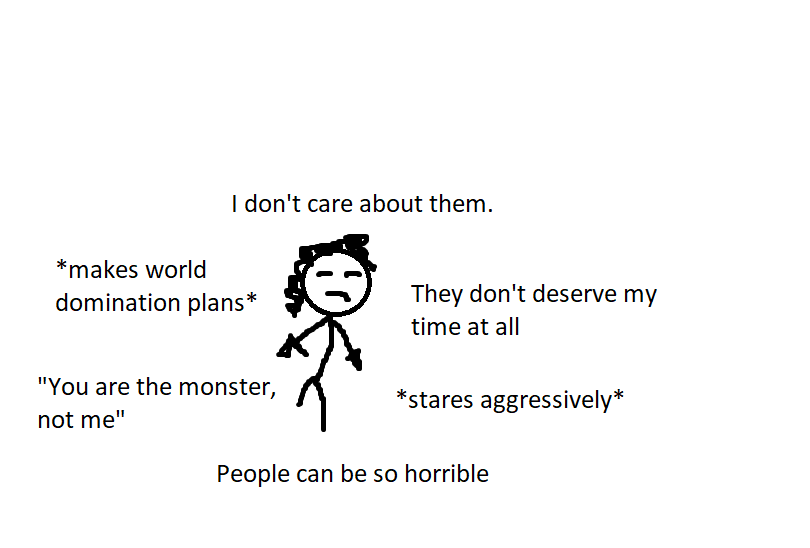 I don't care about them.
*makes world
domination plans*
They don't deserve my
time at all
"You are the monster,
not me"
*stares aggressively*
People can be so horrible